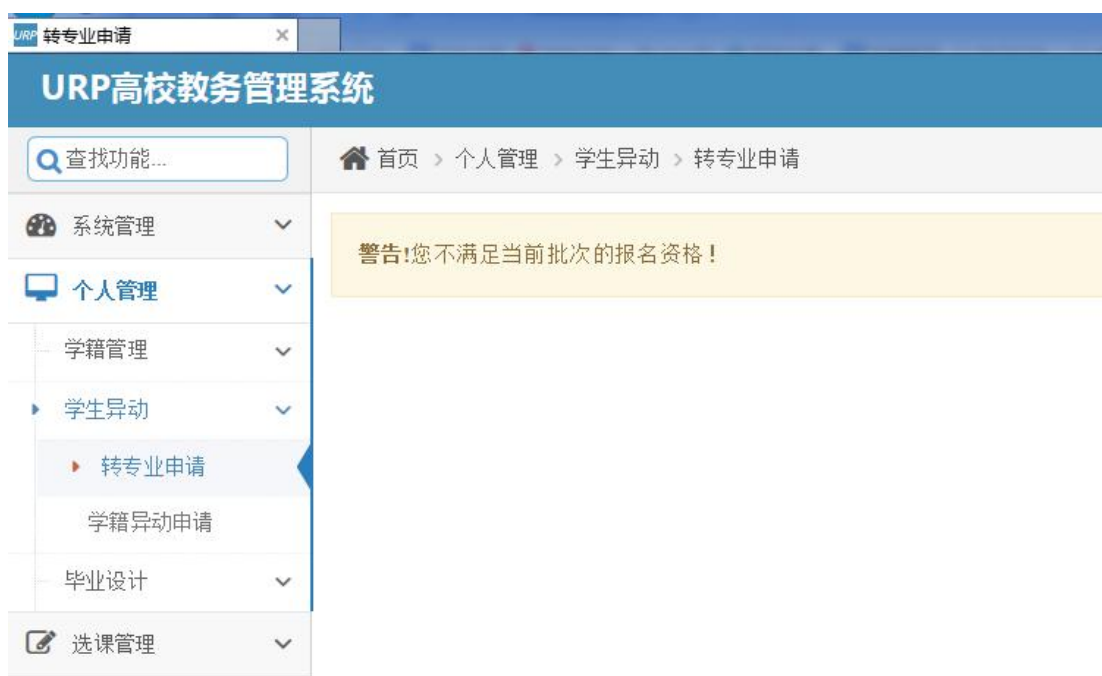 URP 转专业申请 ×
URP高校教务管理系统
查找功能...
首页 > 个人管理 > 学生异动 > 转专业申请
系统管理
警告!您不满足当前批次的报名资格!
个人管理
学籍管理
学生异动
转专业申请
学籍异动申请
毕业设计
选课管理